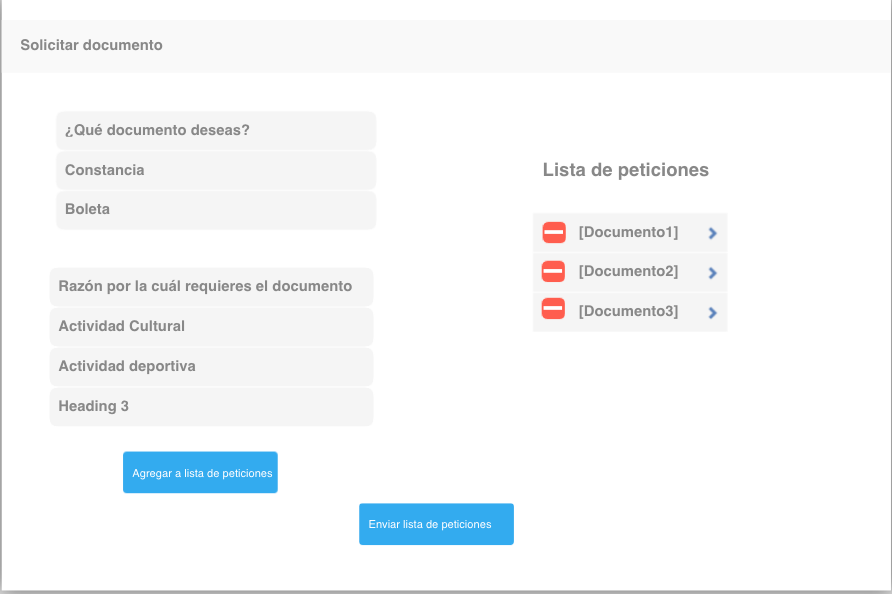 Solicitar documento
¿Qué documento deseas?
Constancia
Boleta
Razón por la cuál requieres el documento
Actividad Cultural
Actividad deportiva
Heading 3
Agregar a lista de peticiones
Lista de peticiones
[Documento1]
[Documento2]
[Documento3]
Enviar lista de peticiones